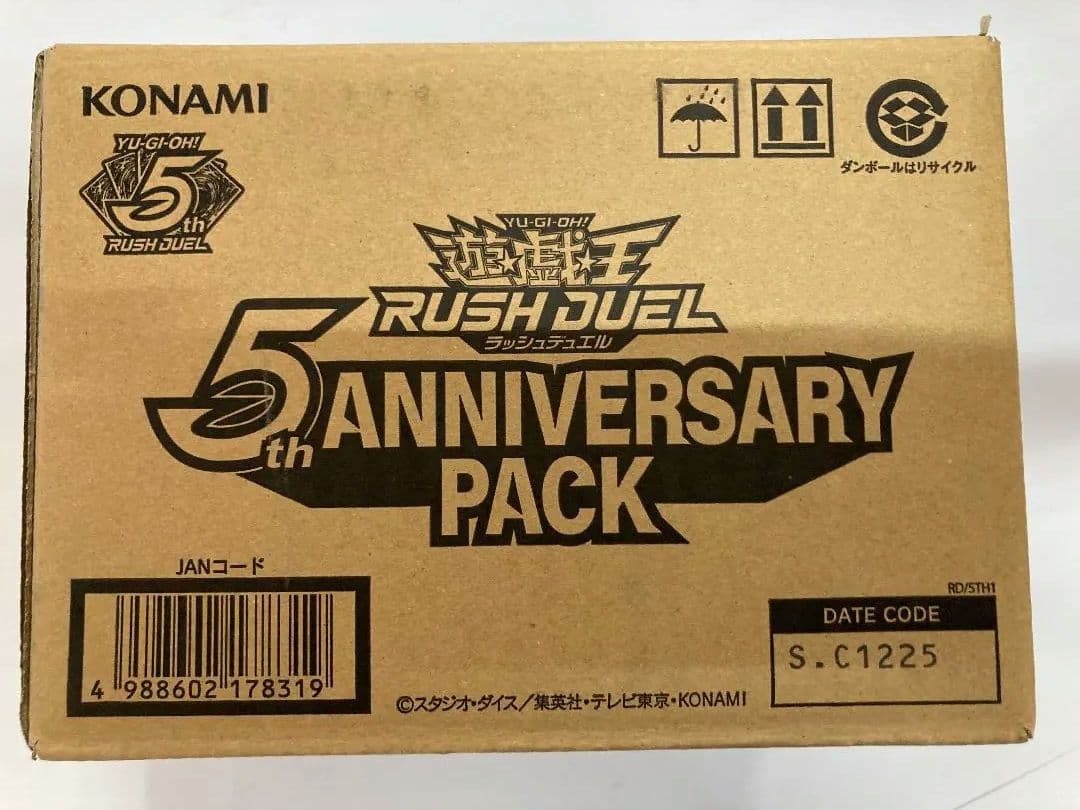 KONAMI
YU-GI-OH!
5th
RUSH DUEL
ダンボールはリサイクル
YU-GI-OH!
遊☆戯☆王
RUSH DUEL
ラッシュデュエル
5th ANNIVERSARY
PACK
JANコード
4 988602 178319
©スタジオ・ダイス/集英社・テレビ東京・KONAMI
RD/5TH1
DATE CODE
S.C1225